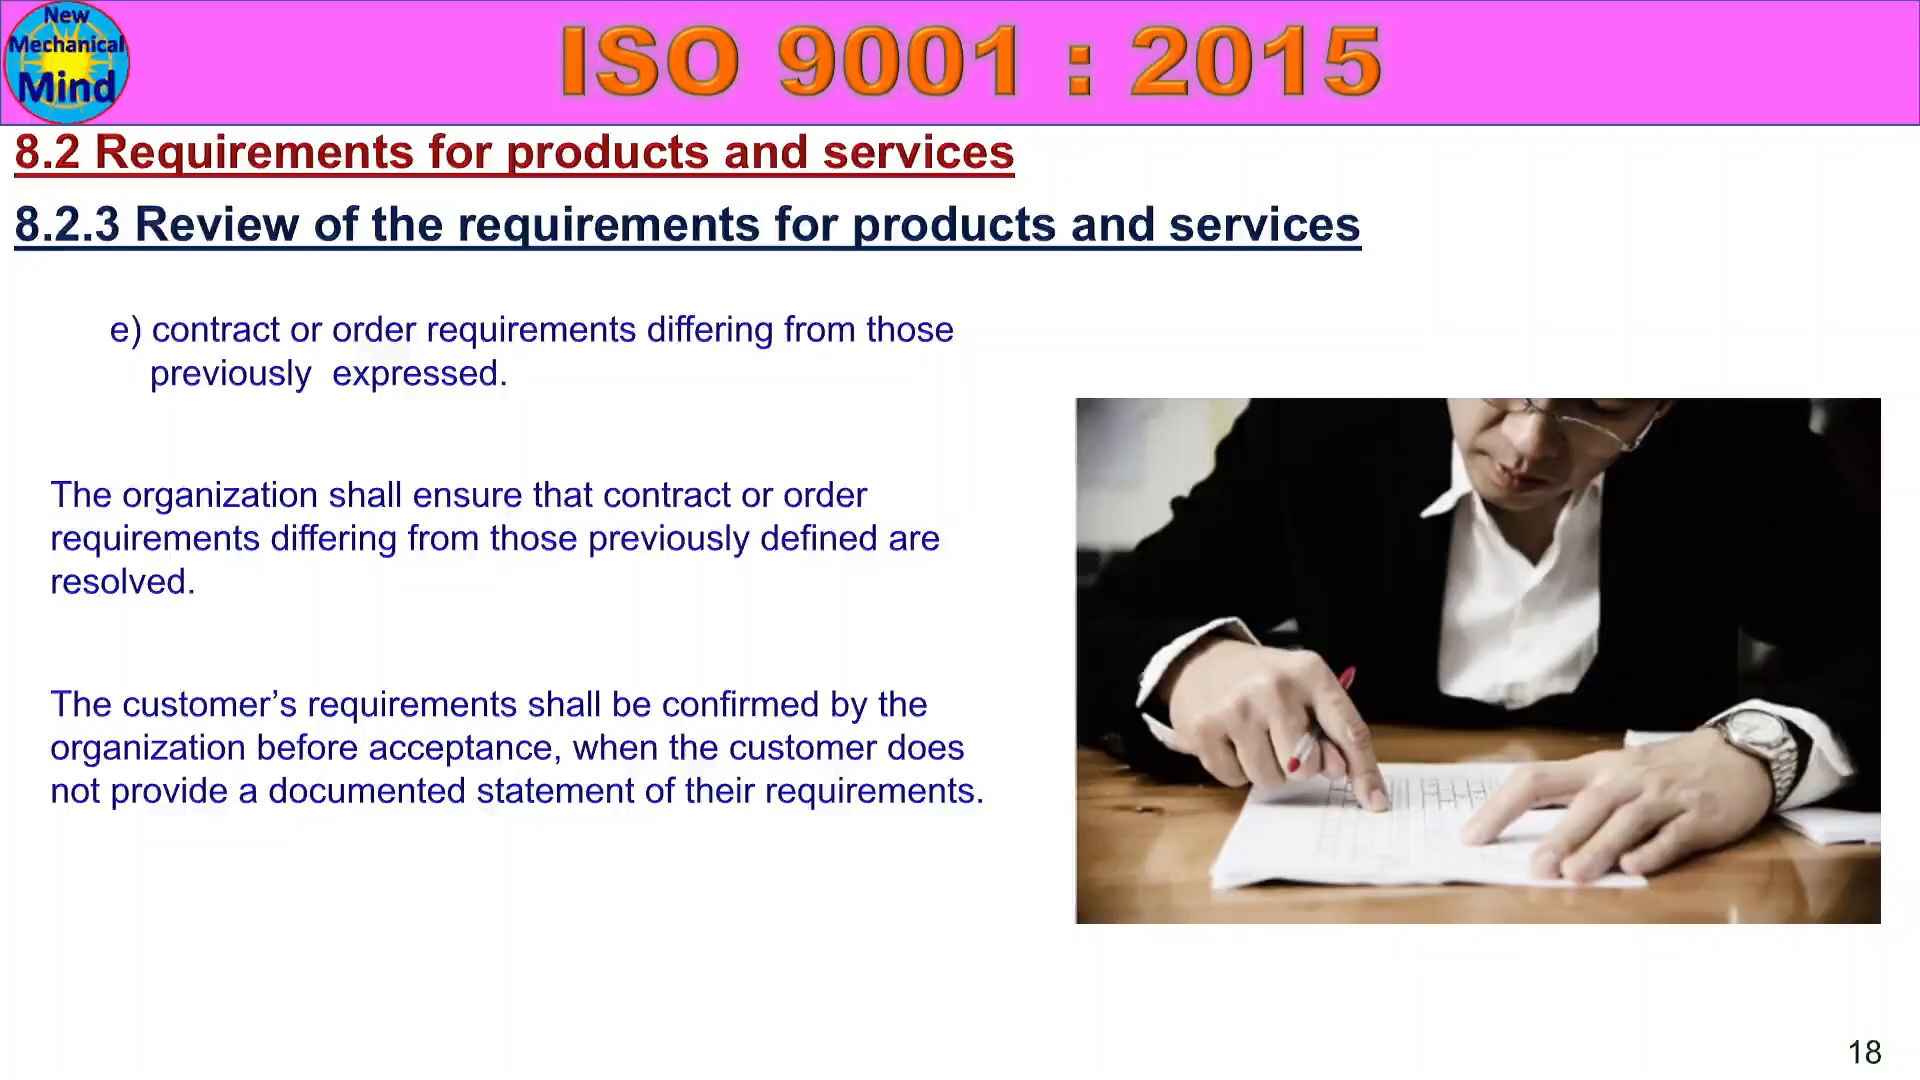 New
Mechanical
Mind
ISO 9001 : 2015
8.2 Requirements for products and services
8.2.3 Review of the requirements for products and services
e) contract or order requirements differing from those
previously expressed.
The organization shall ensure that contract or order
requirements differing from those previously defined are
resolved.
The customer’s requirements shall be confirmed by the
organization before acceptance, when the customer does
not provide a documented statement of their requirements.
18